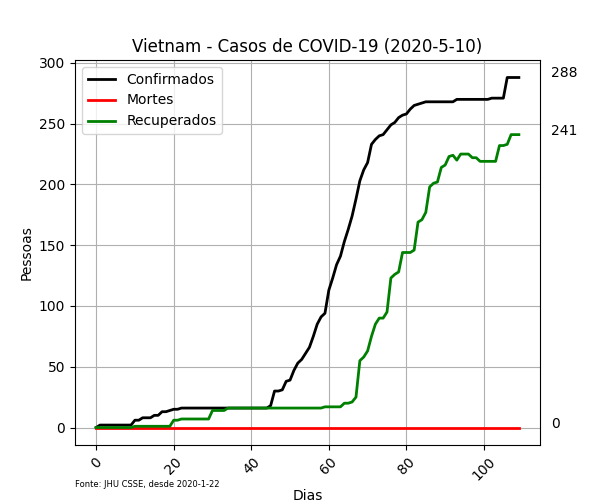 Vietnam - Casos de COVID-19 (2020-5-10)
Confirmados
Mortes
Recuperados
300
250
200
150
100
50
0
Pessoas
288
241
0
0
20
40
60
80
100
Dias
Fonte: JHU CSSE, desde 2020-1-22